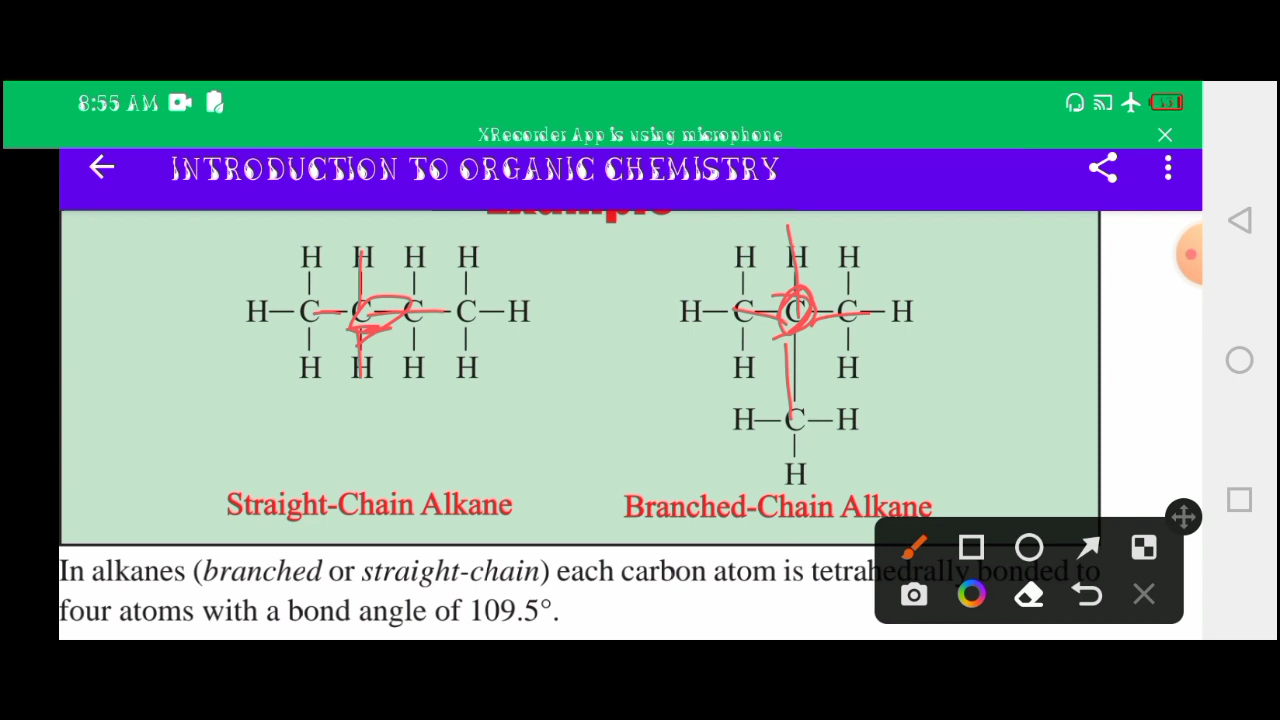 8:55 AM
XRecorder App is using microphone
INTRODUCTION TO ORGANIC CHEMISTRY
Example
H H H H
H—C—C—C—C—H
H H H H
Straight-Chain Alkane
H H H
H—C—C—C—H
H H
H—C—H
H
Branched-Chain Alkane
In alkanes (branched or straight-chain) each carbon atom is tetrahedrally bonded to
four atoms with a bond angle of 109.5°.